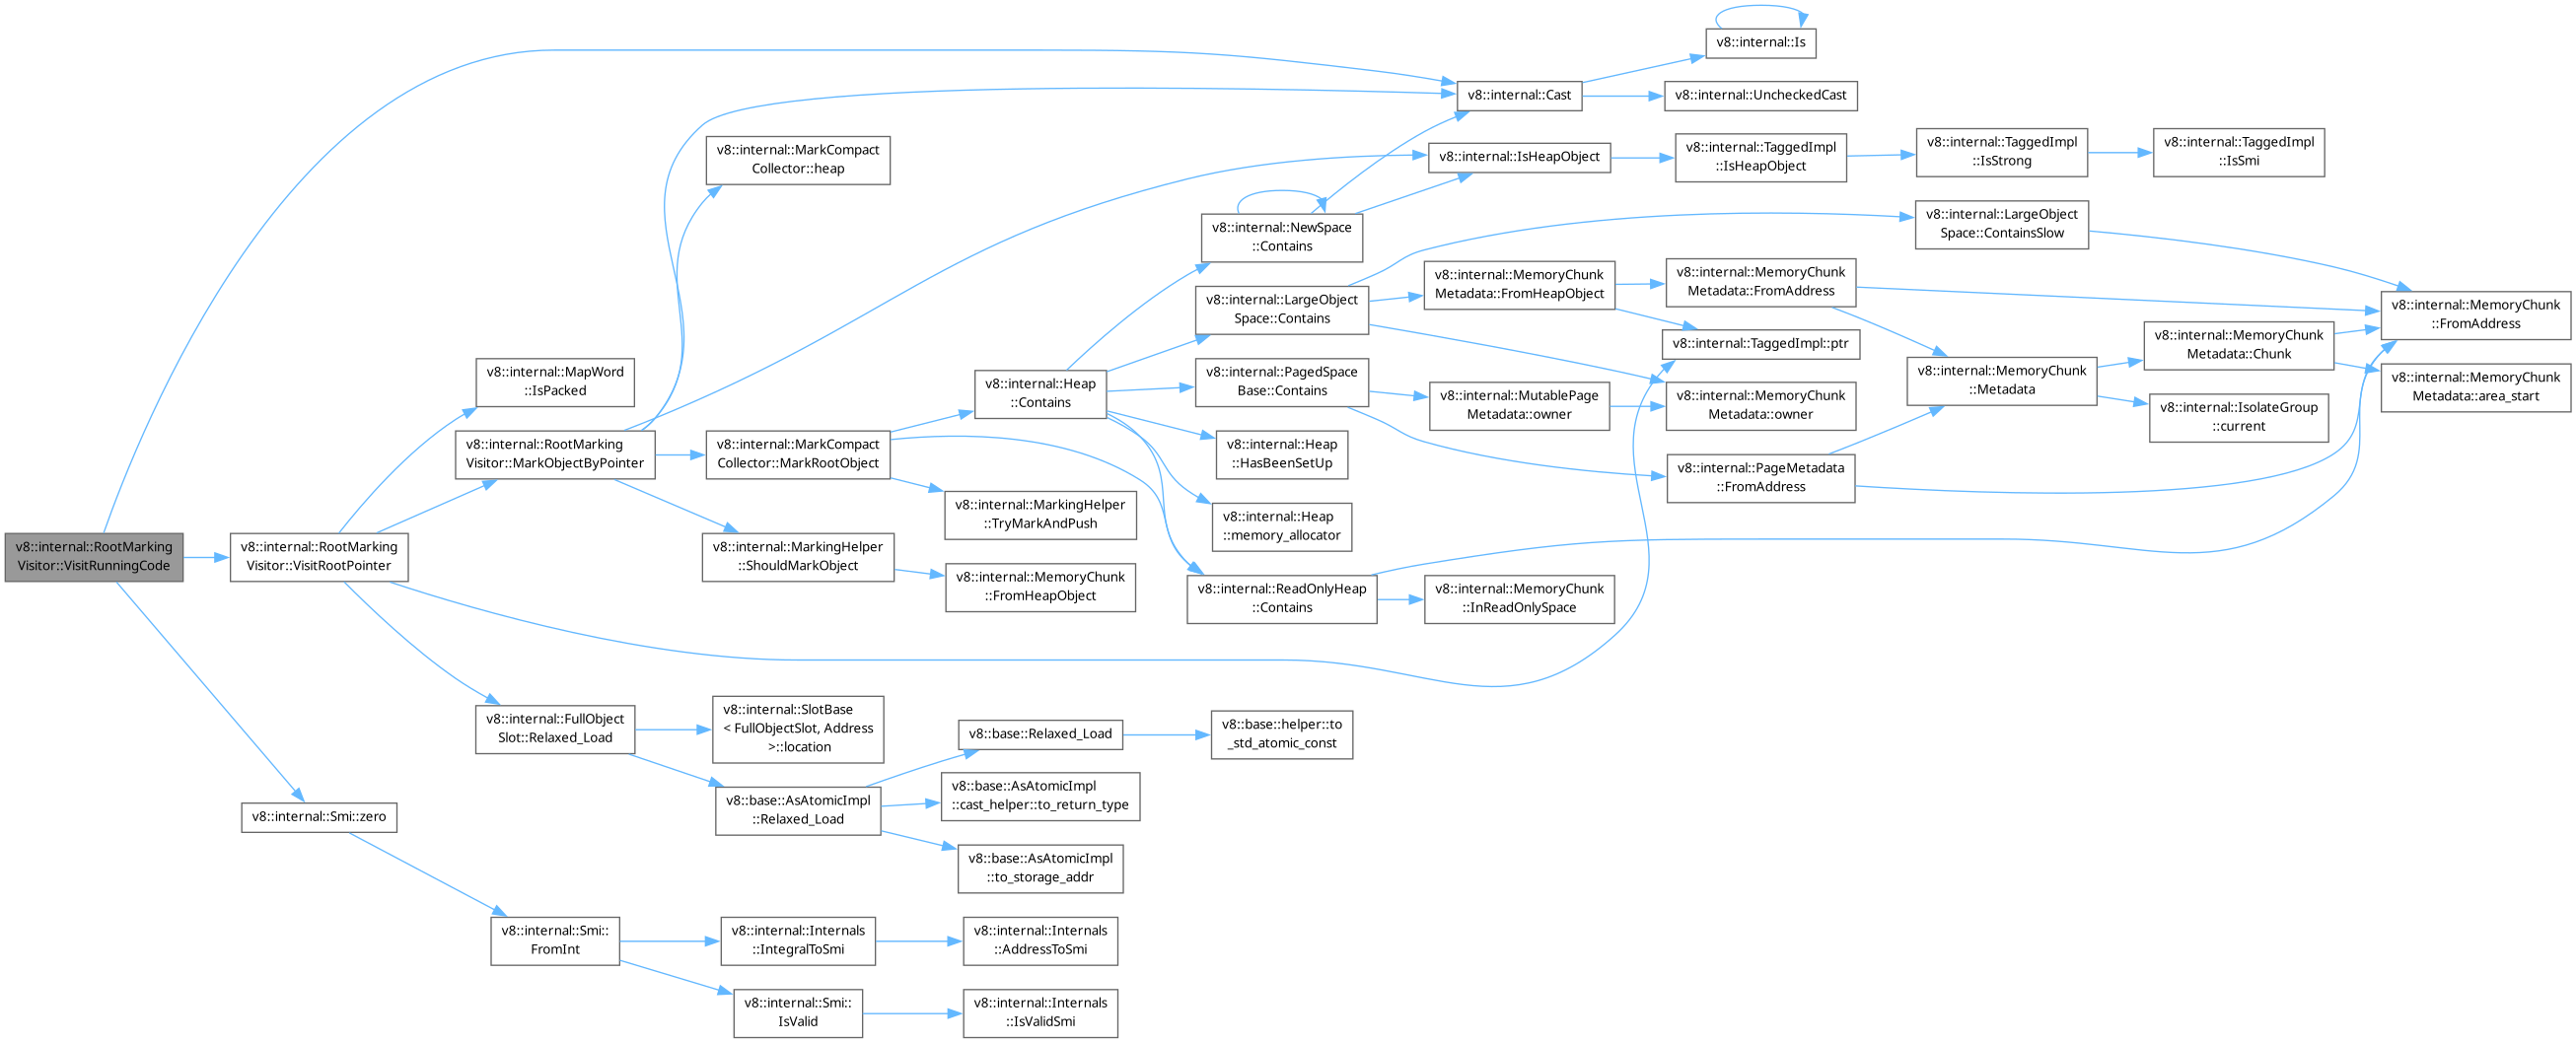 v8::internal::RootMarking
Visitor::VisitRunningCode
v8::internal::RootMarking
Visitor::VisitRootPointer
v8::internal::Smi::zero
v8::internal::MapWord
::IsPacked
v8::internal::RootMarking
Visitor::MarkObjectByPointer
v8::internal::FullObject
Slot::Relaxed_Load
v8::internal::Smi::
FromInt
v8::internal::MarkCompact
Collector::heap
v8::internal::MarkCompact
Collector::MarkRootObject
v8::internal::MarkingHelper
::ShouldMarkObject
v8::internal::SlotBase
< FullObjectSlot, Address
>::location
v8::base::AsAtomicImpl
::Relaxed_Load
v8::internal::Internals
::IntegralToSmi
v8::internal::Smi::
IsValid
v8::internal::Heap
::Contains
v8::internal::MarkingHelper
::TryMarkAndPush
v8::internal::MemoryChunk
::FromHeapObject
v8::base::Relaxed_Load
v8::base::AsAtomicImpl
::cast_helper::to_return_type
v8::base::AsAtomicImpl
::to_storage_addr
v8::internal::Internals
::AddressToSmi
v8::internal::Internals
::IsValidSmi
v8::internal::NewSpace
::Contains
v8::internal::LargeObject
Space::Contains
v8::internal::PagedSpace
Base::Contains
v8::internal::Heap
::HasBeenSetUp
v8::internal::Heap
::memory_allocator
v8::internal::ReadOnlyHeap
::Contains
v8::base::helper::to
_std_atomic_const
v8::internal::Cast
v8::internal::IsHeapObject
v8::internal::MemoryChunk
Metadata::FromHeapObject
v8::internal::MutablePage
Metadata::owner
v8::internal::MemoryChunk
::InReadOnlySpace
v8::internal::Is
v8::internal::UncheckedCast
v8::internal::TaggedImpl
::IsHeapObject
v8::internal::MemoryChunk
Metadata::FromAddress
v8::internal::TaggedImpl::ptr
v8::internal::MemoryChunk
Metadata::owner
v8::internal::PageMetadata
::FromAddress
v8::internal::TaggedImpl
::IsStrong
v8::internal::LargeObject
Space::ContainsSlow
v8::internal::MemoryChunk
::Metadata
v8::internal::TaggedImpl
::IsSmi
v8::internal::MemoryChunk
Metadata::Chunk
v8::internal::IsolateGroup
::current
v8::internal::MemoryChunk
::FromAddress
v8::internal::MemoryChunk
Metadata::area_start